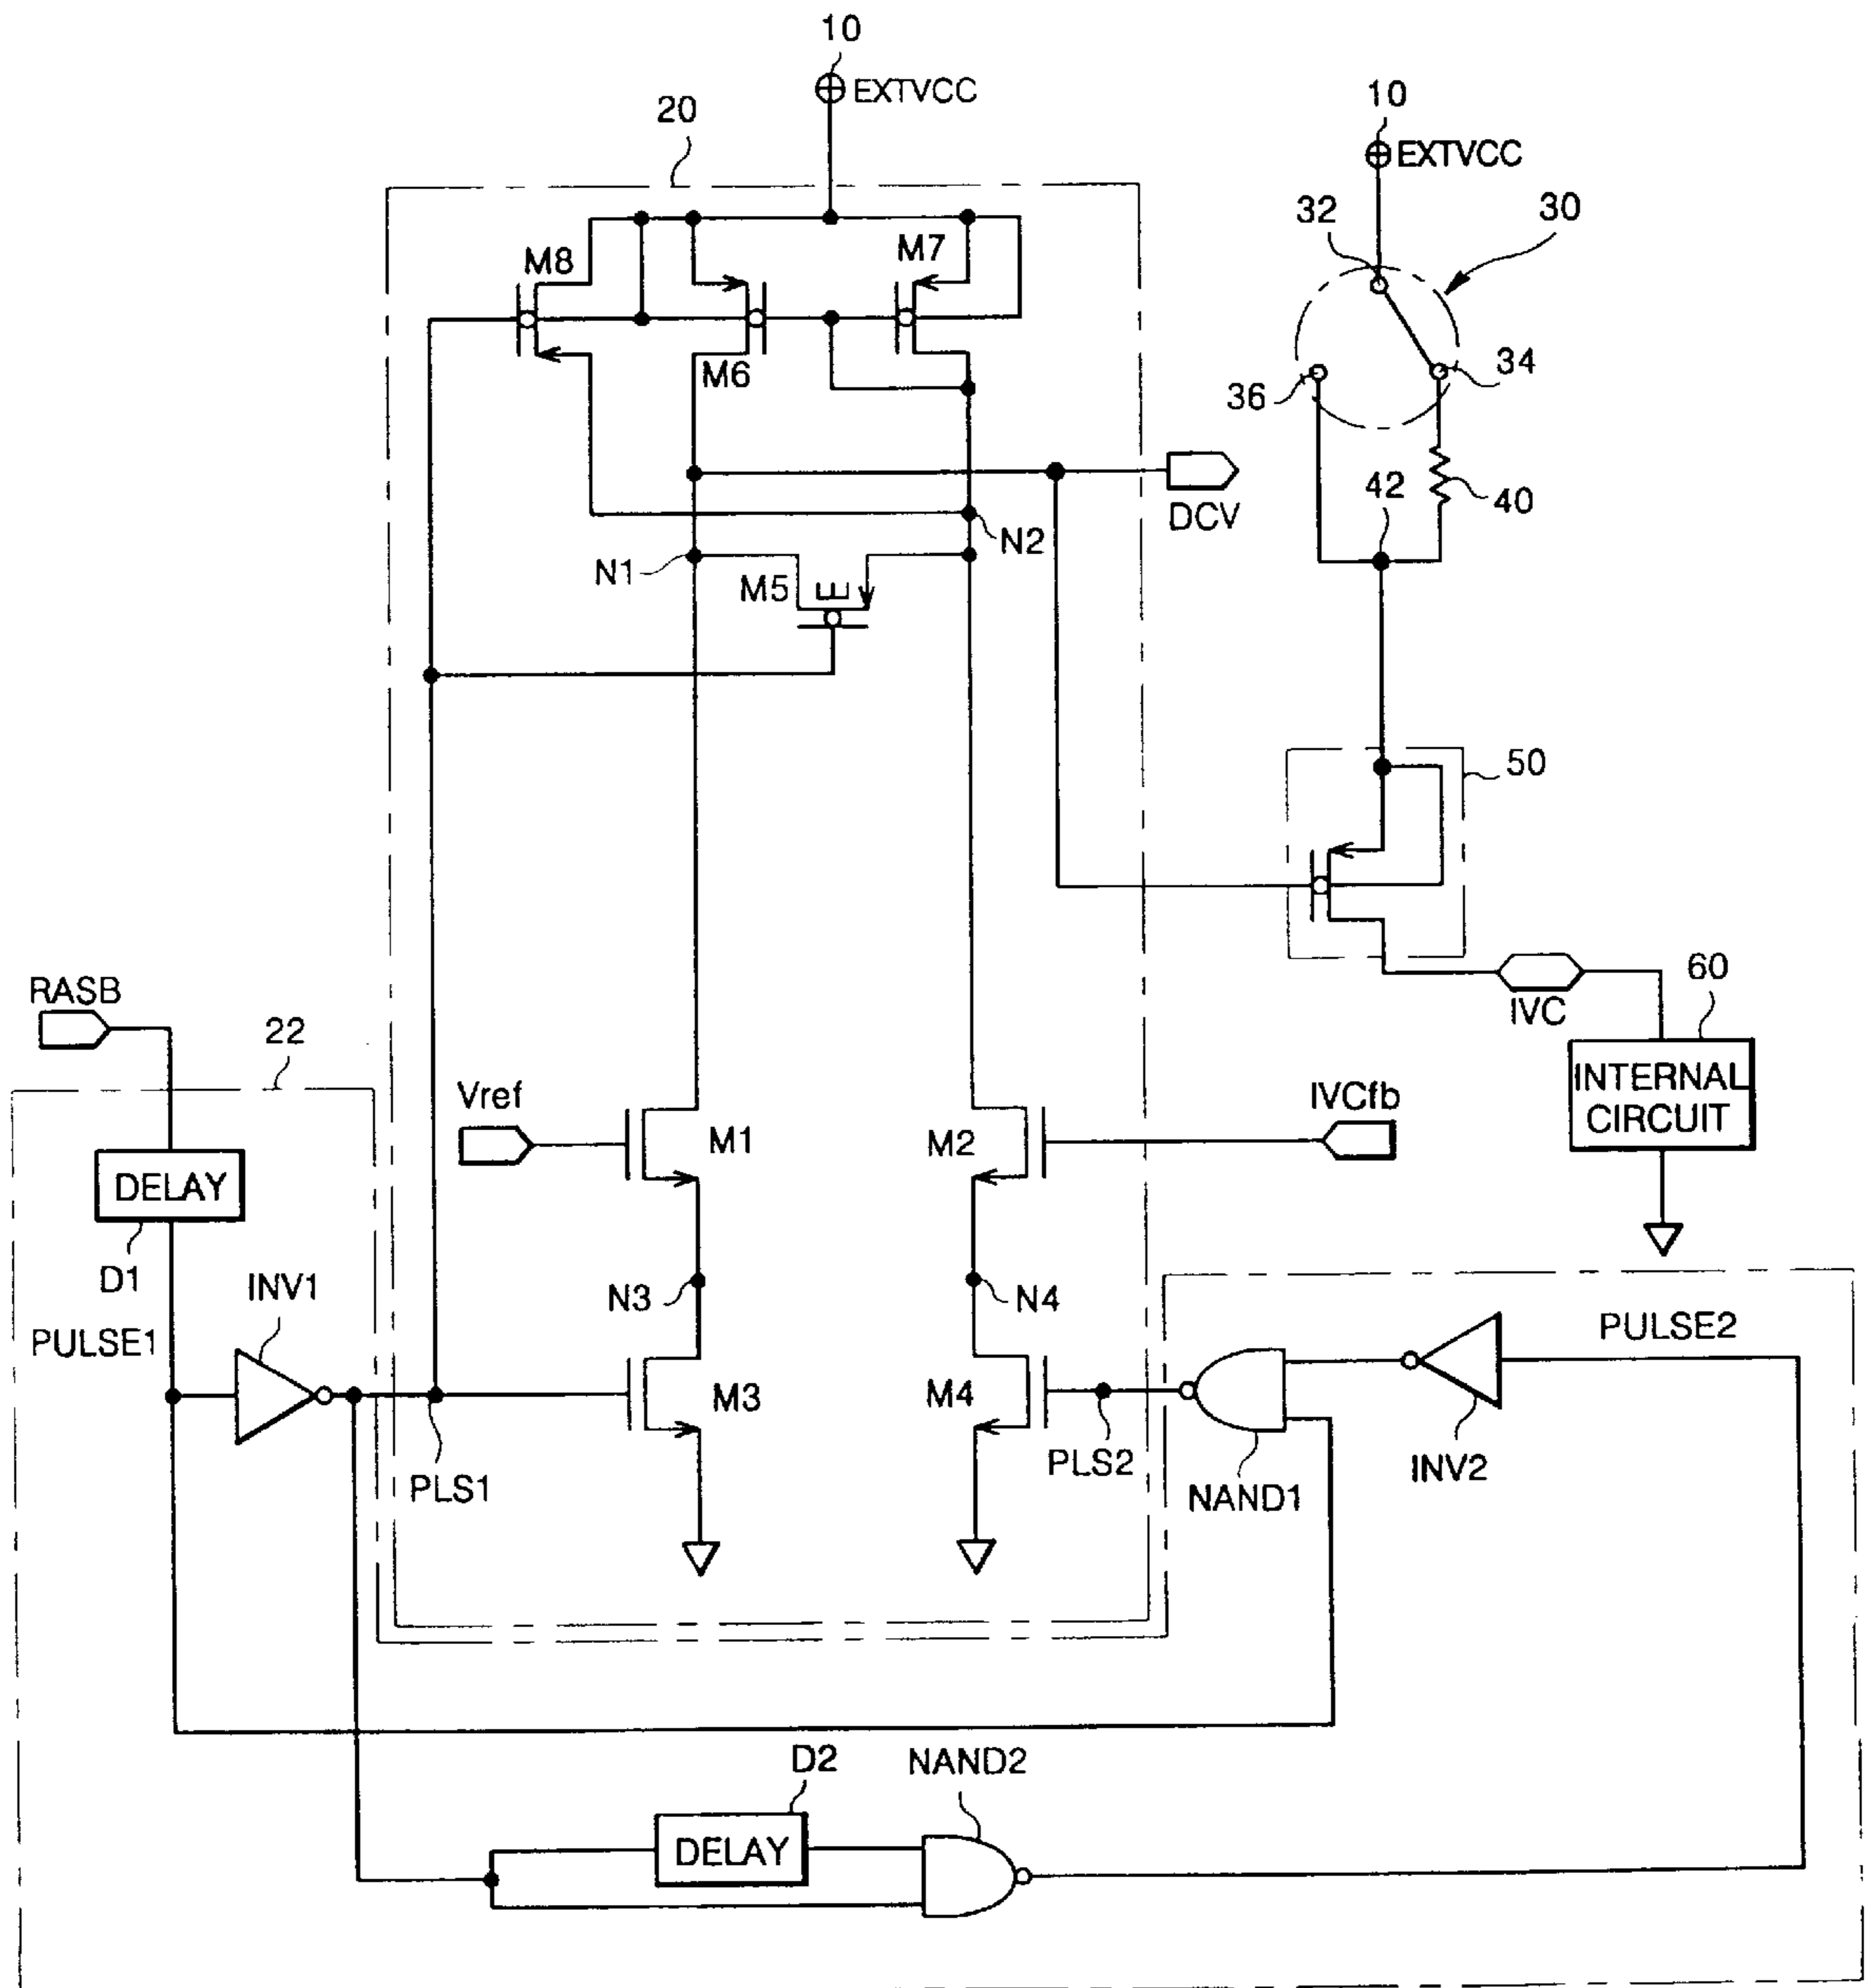 10
EXTVCC
20
10
EXTVCC
32
30
M8
M7
M6
34
36
42
40
DCV
N2
N1
M5
E
50
RASB
22
60
IVC
Vref
IVCfb
INTERNAL
CIRCUIT
M1
M2
DELAY
D1
INV1
N3
N4
PULSE1
PULSE2
M3
M4
PLS1
PLS2
NAND1
INV2
D2
NAND2
DELAY